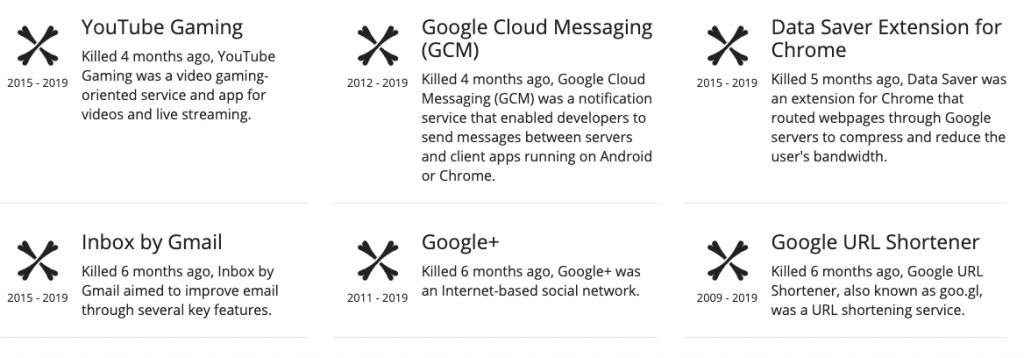 YouTube Gaming
Killed 4 months ago, YouTube
Gaming was a video gaming-
oriented service and app for
videos and live streaming.
2015 - 2019
Google Cloud Messaging
(GCM)
Killed 4 months ago, Google Cloud
Messaging (GCM) was a notification
service that enabled developers to
send messages between servers
and client apps running on Android
or Chrome.
2012 - 2019
Data Saver Extension for
Chrome
Killed 5 months ago, Data Saver was
an extension for Chrome that
routed webpages through Google
servers to compress and reduce the
user's bandwidth.
2015 - 2019
Inbox by Gmail
Killed 6 months ago, Inbox by
Gmail aimed to improve email
through several key features.
2015 - 2019
Google+
Killed 6 months ago, Google+ was
an Internet-based social network.
2011 - 2019
Google URL Shortener
Killed 6 months ago, Google URL
Shortener, also known as goo.gl,
was a URL shortening service.
2009 - 2019